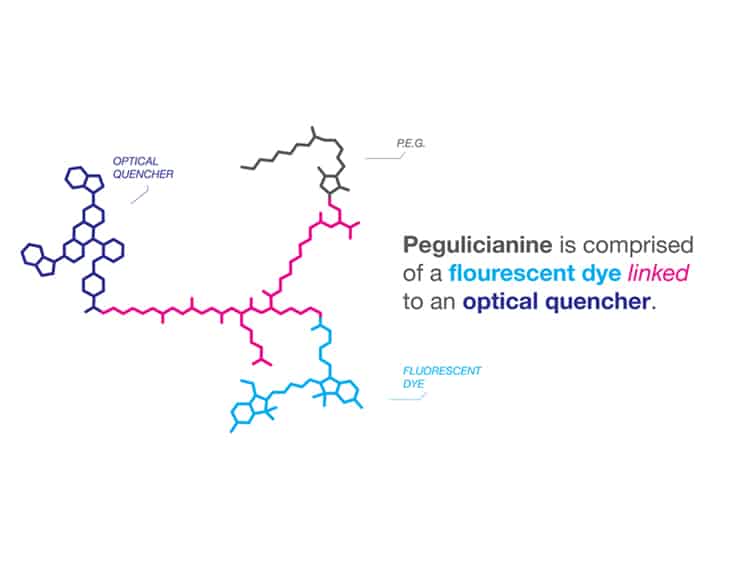 OPTICAL
QUENCHER
P.E.G.
Pegulicianine is comprised
of a flourescent dye linked
to an optical quencher.
FLUORESCENT
DYE